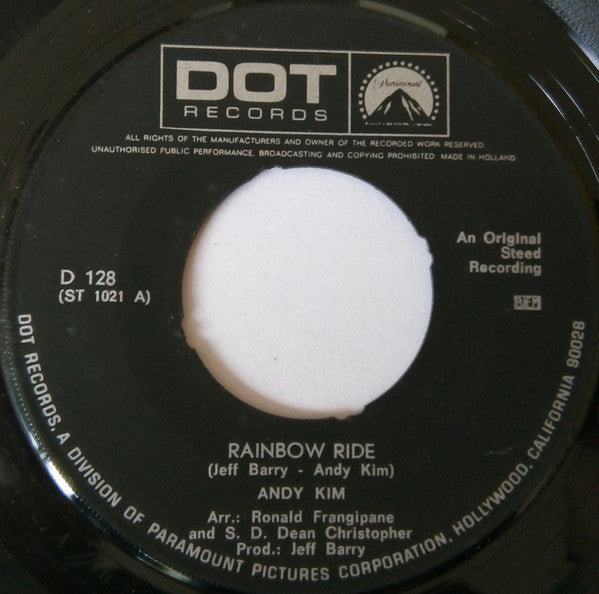 DOT
RECORDS
Paramount
ALL RIGHTS OF THE MANUFACTURERS AND OWNER OF THE RECORDED WORK RESERVED
UNAUTHORISED PUBLIC PERFORMANCE, BROADCASTING AND COPYING PROHIBITED MADE IN HOLLAND
An Original
Steed
Recording
D 128
(ST 1021 A)
RAINBOW RIDE
(Jeff Barry - Andy Kim)
ANDY KIM
Arr.: Ronald Frangipane
and S. D. Dean Christopher
Prod.: Jeff Barry
DOT RECORDS, A DIVISION OF PARAMOUNT PICTURES CORPORATION, HOLLYWOOD, CALIFORNIA 90028